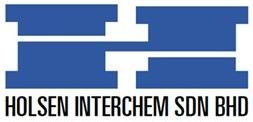 HOLSEN INTERCHEM SDN BHD